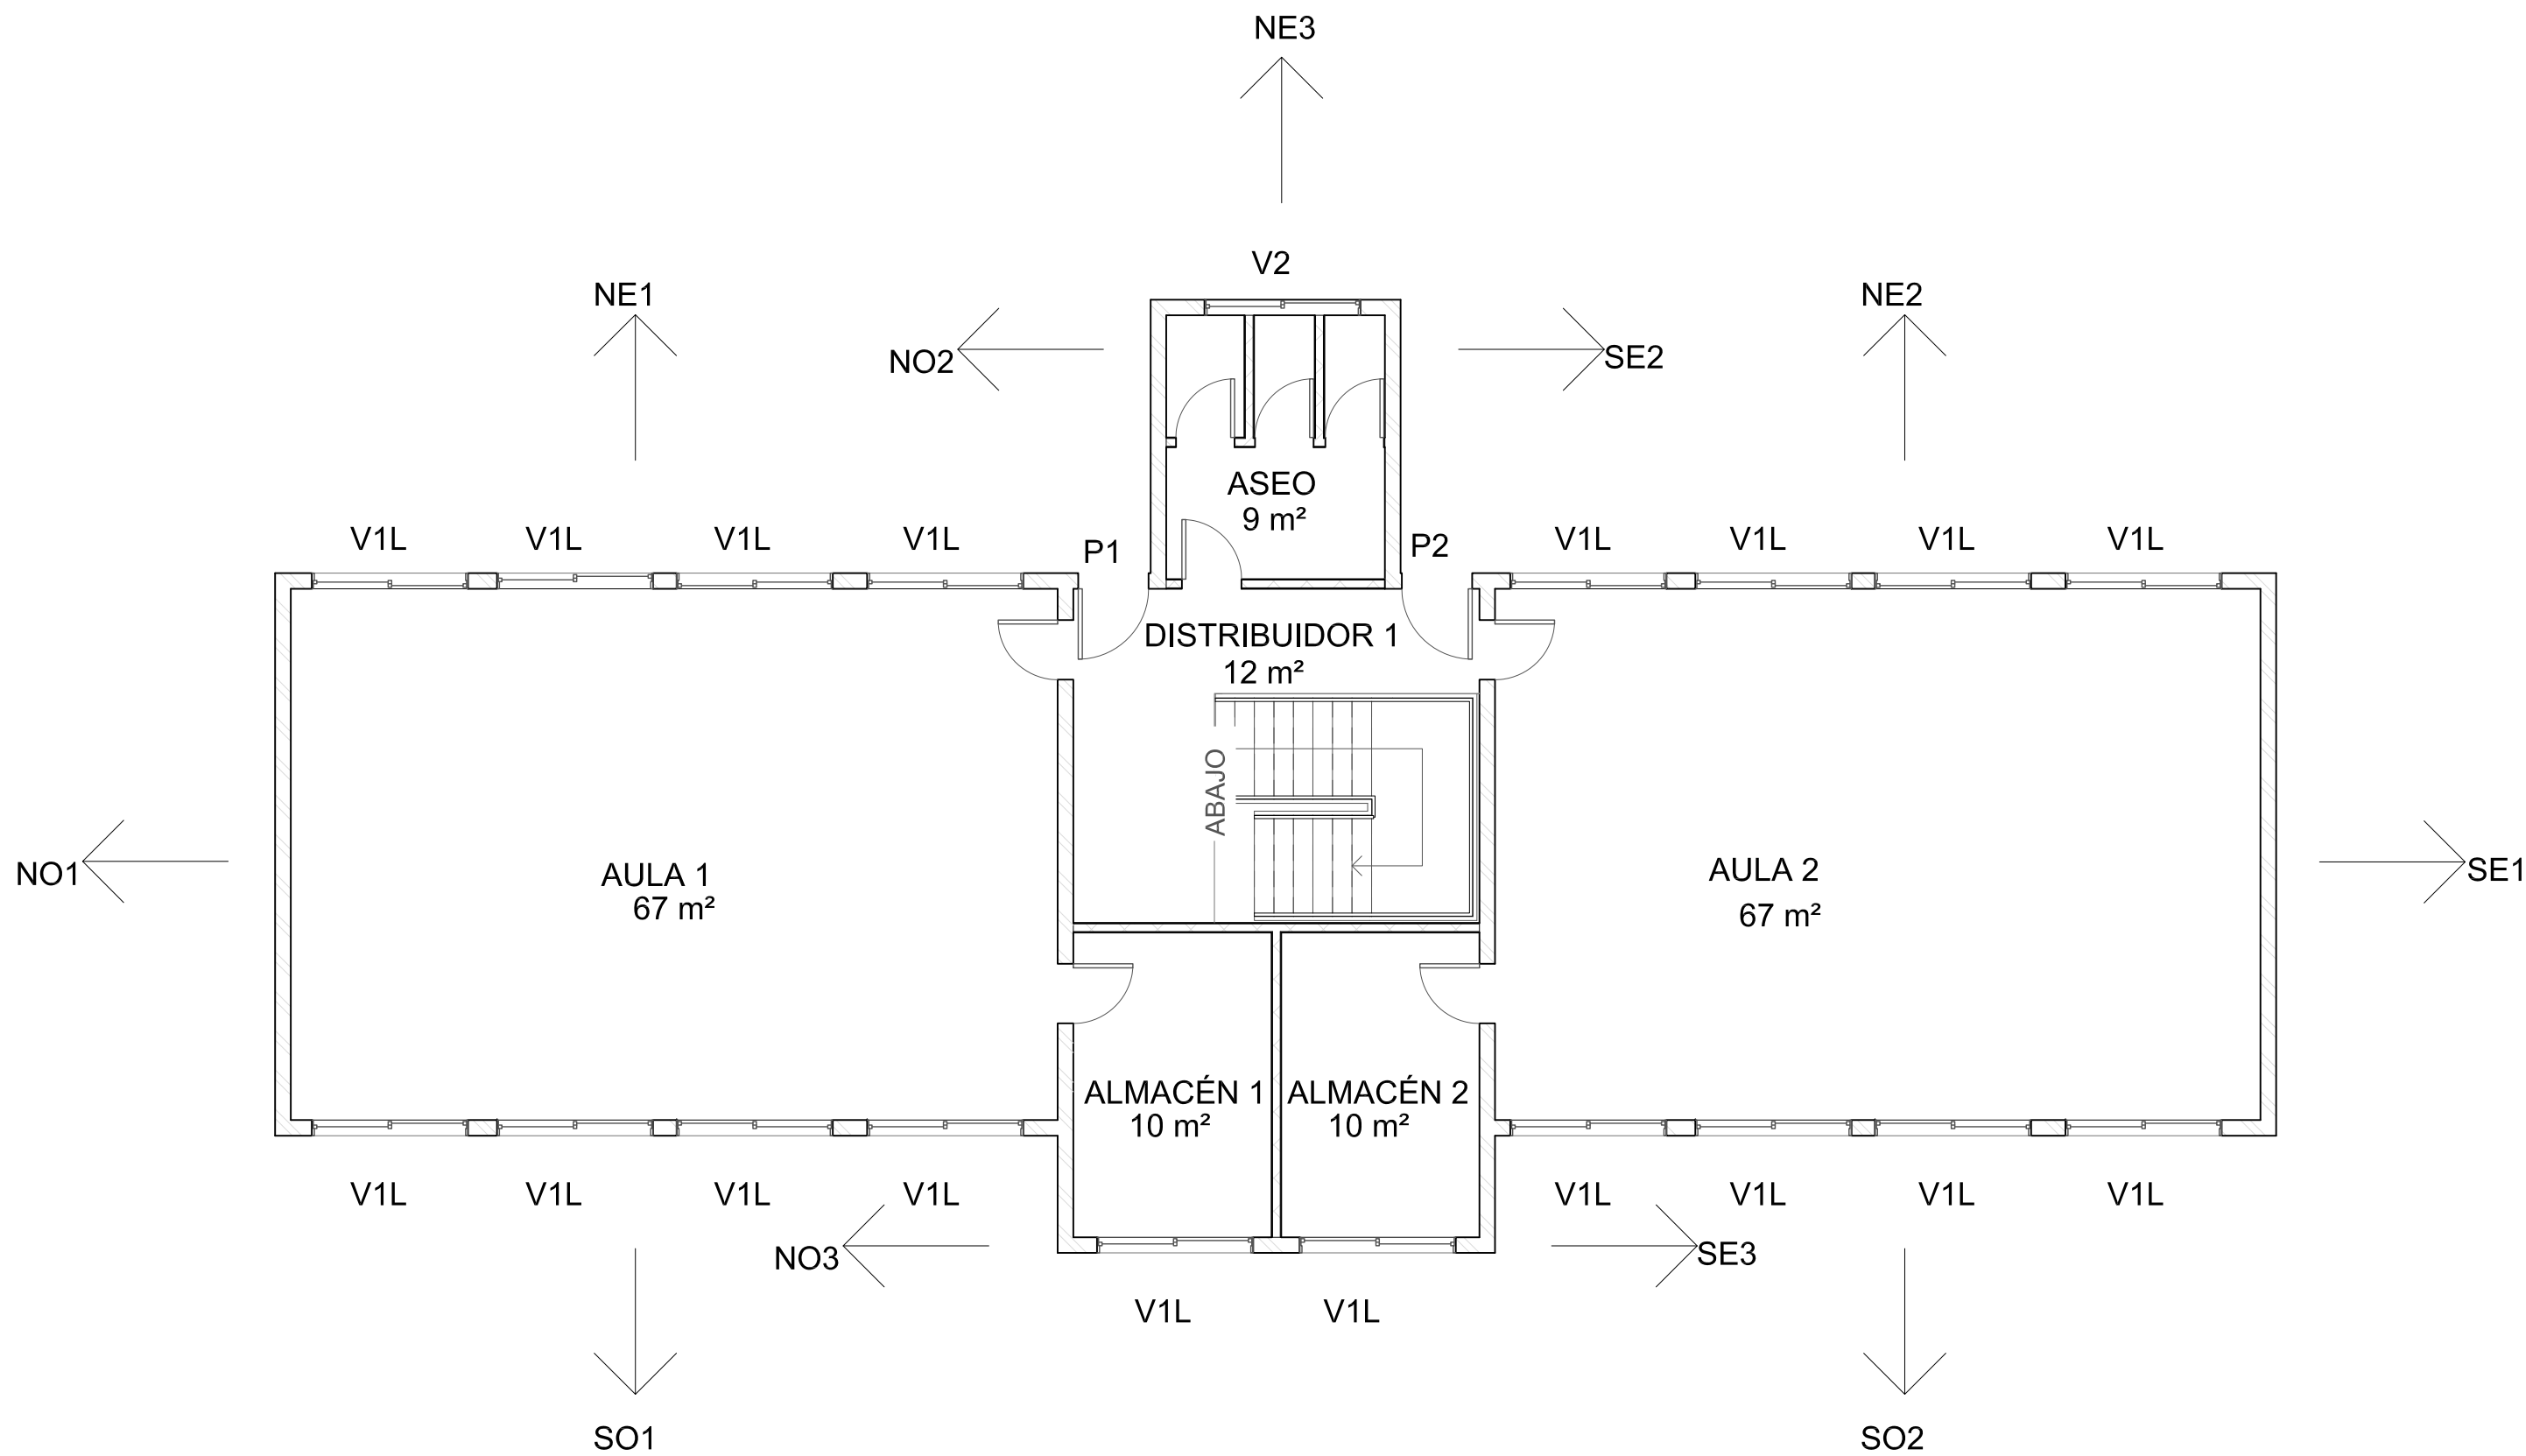 NE3
V2
NE1
NE2
NO2
SE2
ASEO
9 m²
V1L
V1L
V1L
V1L
P1
P2
V1L
V1L
V1L
V1L
DISTRIBUIDOR 1
12 m²
ABAJO
NO1
AULA 1
67 m²
AULA 2
67 m²
SE1
ALMACÉN 1
10 m²
ALMACÉN 2
10 m²
V1L
V1L
V1L
V1L
V1L
V1L
V1L
V1L
NO3
SE3
V1L
V1L
SO1
SO2